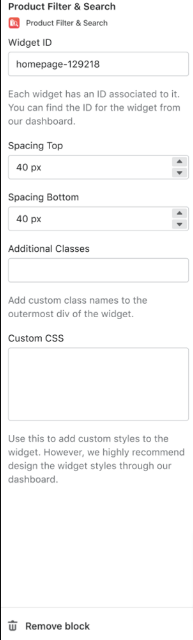 Product Filter & Search
Product Filter & Search
Widget ID
homepage-129218
Each widget has an ID associated to it.
You can find the ID for the widget from
our dashboard.
Spacing Top
40 px
Spacing Bottom
40 px
Additional Classes
Add custom class names to the
outermost div of the widget.
Custom CSS
Use this to add custom styles to the
widget. However, we highly recommend
design the widget styles through our
dashboard.
Remove block